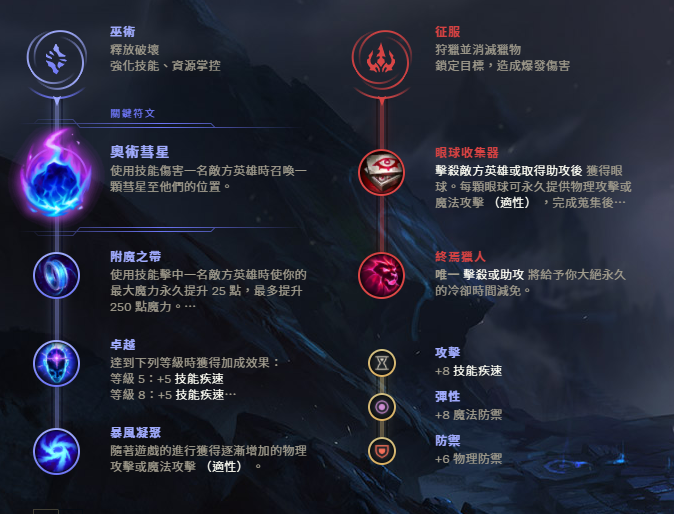 巫術
釋放破壞
強化技能、資源掌控
關鍵符文
奧術彗星
使用技能傷害一名敵方英雄時召喚一
顆彗星至他們的位置。
附魔之帶
使用技能擊中一名敵方英雄時使你的
最大魔力永久提升 25 點，最多提升
250 點魔力。…
卓越
達到下列等級時獲得加成效果：
等級 5：+5 技能疾速
等級 8：+5 技能疾速…
暴風凝聚
隨著遊戲的進行獲得逐漸增加的物理
攻擊或魔法攻擊 （適性） 。
征服
狩獵並消滅獵物
鎖定目標，造成爆發傷害
眼球收集器
擊殺敵方英雄或取得助攻後 獲得眼
球。每顆眼球可永久提供物理攻擊或
魔法攻擊 （適性） ，完成蒐集後…
終焉獵人
唯一 擊殺或助攻 將給予你大絕永久
的冷卻時間減免。
攻擊
+8 技能疾速
彈性
+8 魔法防禦
防禦
+6 物理防禦